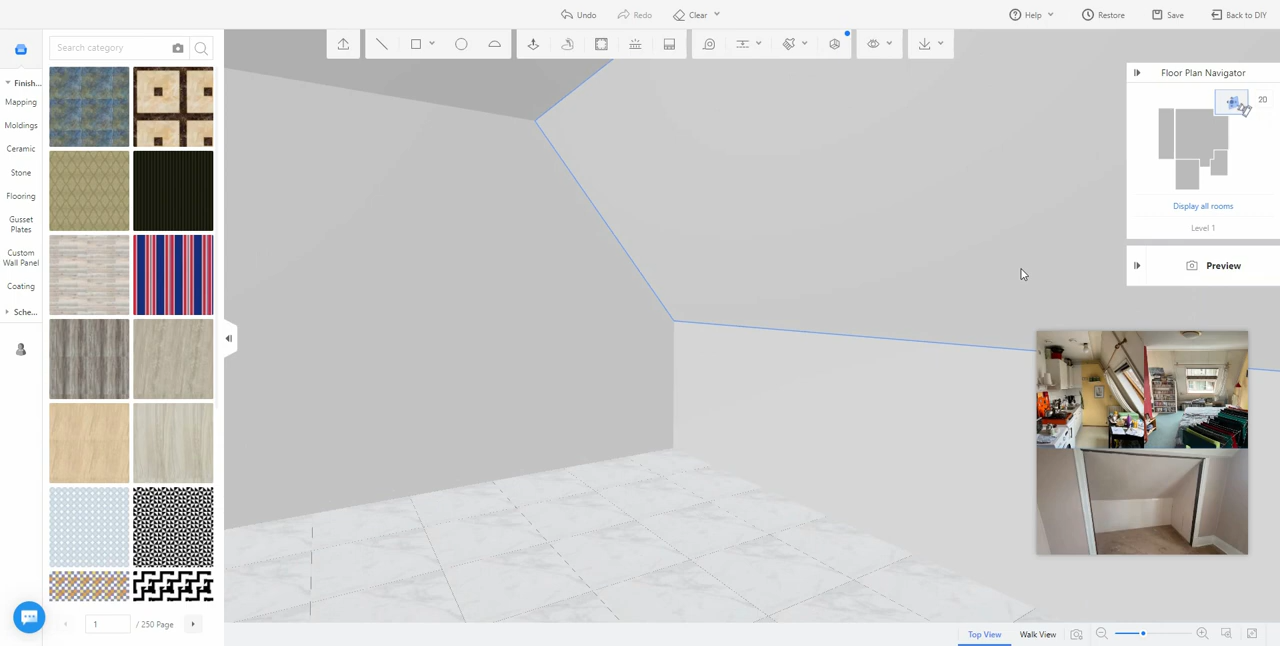 Undo
Redo
Clear
Help
Restore
Save
Back to DIY
Search category
Finish...
Mapping
Moldings
Ceramic
Stone
Flooring
Gusset
Plates
Custom
Wall Panel
Coating
Sche...
Floor Plan Navigator
20
Display all rooms
Level 1
Preview
1
/ 250 Page
Top View
Walk View